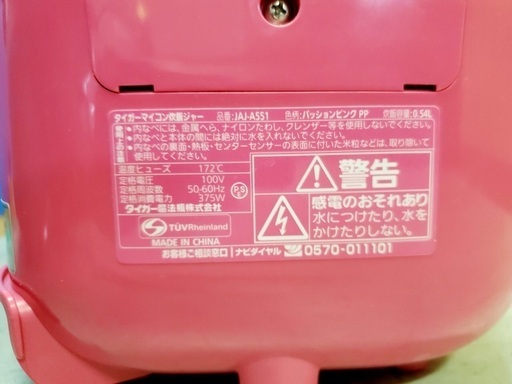 タイガーマイコン炊飯ジャー 品番:JAJ-A551 色柄:パッションピンク PP 炊飯容量:0.54L
使用上のご注意
・内なべには、金属へら、ナイロンたわし、クレンザー等を使用しないでください。
・内なべと本体の間には絶対に水を入れないでください。
・内なべの裏面・熱板・センターセンサーの表面に付いた米粒などは、取り除いて
使用してください。
温度ヒューズ 172℃
定格電圧 100V
定格周波数 50-60Hz
定格消費電力 375W
PS
E
タイガー魔法瓶株式会社
TÜVRheinland
MADE IN CHINA
警告
感電のおそれあり
水につけたり、水を
かけたりしない。
お客様ご相談窓口 ナビダイヤル 0570-011101